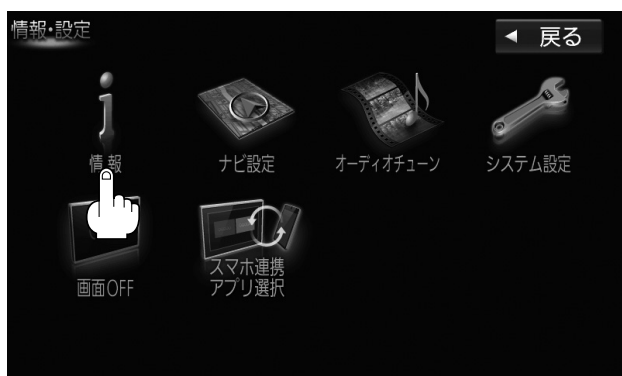 情報・設定
戻る
情報
ナビ設定
オーディオチューン
システム設定
画面OFF
スマホ連携
アプリ選択